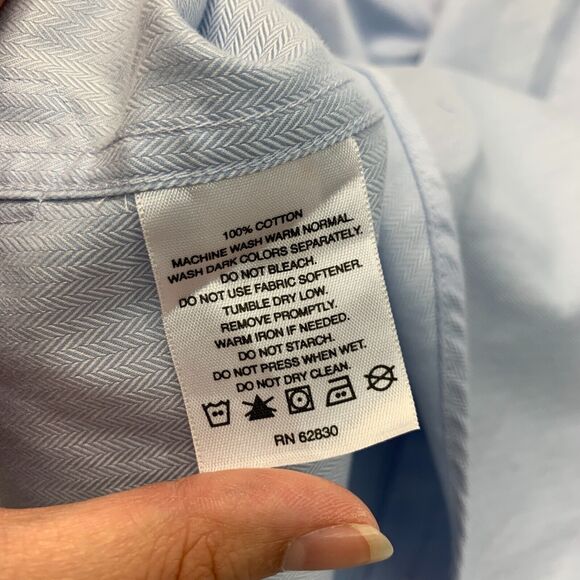 100% COTTON
MACHINE WASH WARM NORMAL.
WASH DARK COLORS SEPARATELY.
DO NOT BLEACH.
DO NOT USE FABRIC SOFTENER.
TUMBLE DRY LOW.
REMOVE PROMPTLY.
WARM IRON IF NEEDED.
DO NOT STARCH.
DO NOT PRESS WHEN WET.
DO NOT DRY CLEAN.
RN 62830